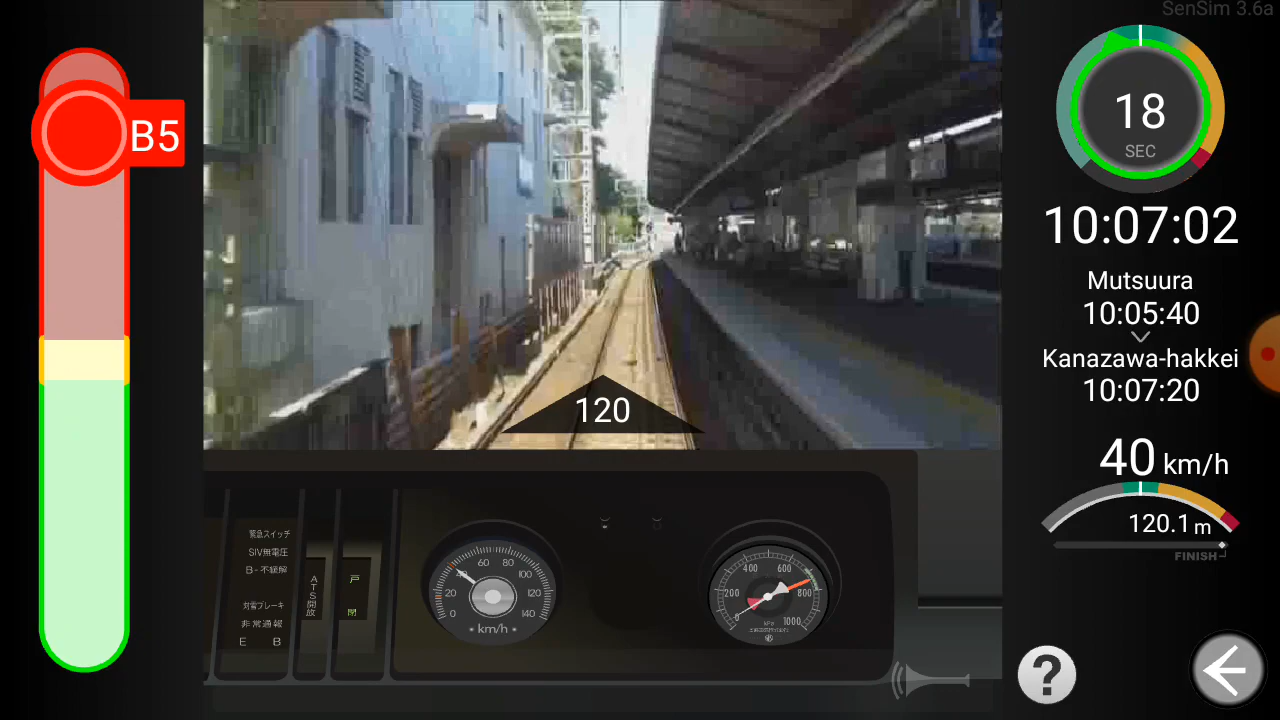 SenSim 3.6a
B5
18
SEC
10:07:02
Mutsuura
10:05:40
Kanazawa-hakkei
10:07:20
120
40 km/h
120.1 m
FINISH
緊急スイッチ
SIV無電圧
B-不緩解
対雪ブレーキ
非常通報
E B
ATS開放
戸
閉
0 20 40 60 80 100 120 140
km/h
0 200 400 600 800 1000
kPa
?